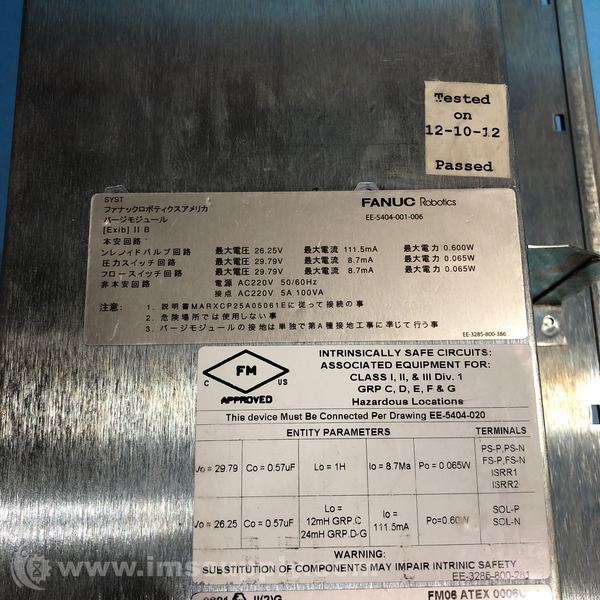 Tested
on
12-10-12
Passed
SYST
ファナックロボティクスアメリカ
パージモジュール
[Exib] II B
FANUC Robotics
EE-5404-001-006
本安回路
ンレノイドバルブ回路 最大電圧 26.25V 最大電流 111.5mA 最大電力 0.600W
圧力スイッチ回路 最大電圧 29.79V 最大電流 8.7mA 最大電力 0.065W
フロースイッチ回路 最大電圧 29.79V 最大電流 8.7mA 最大電力 0.065W
非本安回路 電源 AC220V 50/60Hz
接点 AC220V 5A 100VA
注意: 1. 説明書MARXCP25A05061Eに従って接続の事
2. 危険場所では使用しない事
3. パージモジュールの接地は単独で第A種接地工事に準じて行う事
EE-3285-800-386
FM
C US
APPROVED
INTRINSICALLY SAFE CIRCUITS:
ASSOCIATED EQUIPMENT FOR:
CLASS I, II, & III Div. 1
GRP C, D, E, F & G
Hazardous Locations
This device Must Be Connected Per Drawing EE-5404-020
ENTITY PARAMETERS TERMINALS
Vo = 29.79 Co = 0.57uF Lo = 1H Io = 8.7Ma Po = 0.065W
PS-P,PS-N
FS-P,FS-N
ISRR1
ISRR2
Vo = 26.25 Co = 0.57uF Lo = 12mH GRP.C 24mH GRP.D-G Io = 111.5mA Po=0.60W
SOL-P
SOL-N
WARNING:
SUBSTITUTION OF COMPONENTS MAY IMPAIR INTRINSIC SAFETY
EE-3285-800-281
II(2)G FM06 ATEX 0006U